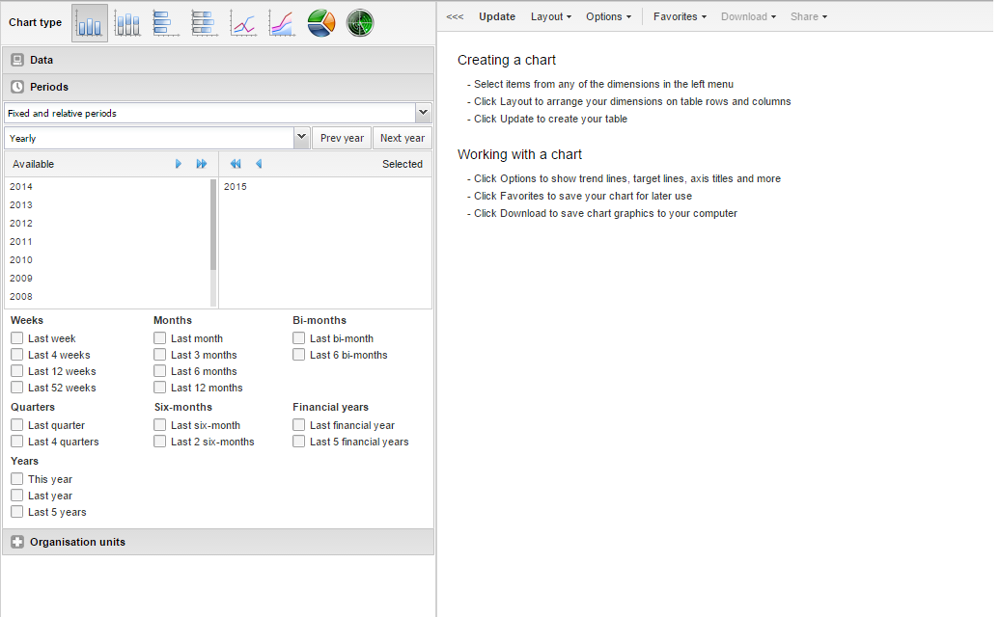 Chart type
<<< Update Layout Options Favorites Download Share
Data
Periods
Fixed and relative periods
Yearly Prev year Next year
Available Selected
2014
2013
2012
2011
2010
2009
2008
2015
Weeks
Last week
Last 4 weeks
Last 12 weeks
Last 52 weeks
Months
Last month
Last 3 months
Last 6 months
Last 12 months
Bi-months
Last bi-month
Last 6 bi-months
Quarters
Last quarter
Last 4 quarters
Six-months
Last six-month
Last 2 six-months
Financial years
Last financial year
Last 5 financial years
Years
This year
Last year
Last 5 years
Organisation units
Creating a chart
- Select items from any of the dimensions in the left menu
- Click Layout to arrange your dimensions on table rows and columns
- Click Update to create your table
Working with a chart
- Click Options to show trend lines, target lines, axis titles and more
- Click Favorites to save your chart for later use
- Click Download to save chart graphics to your computer